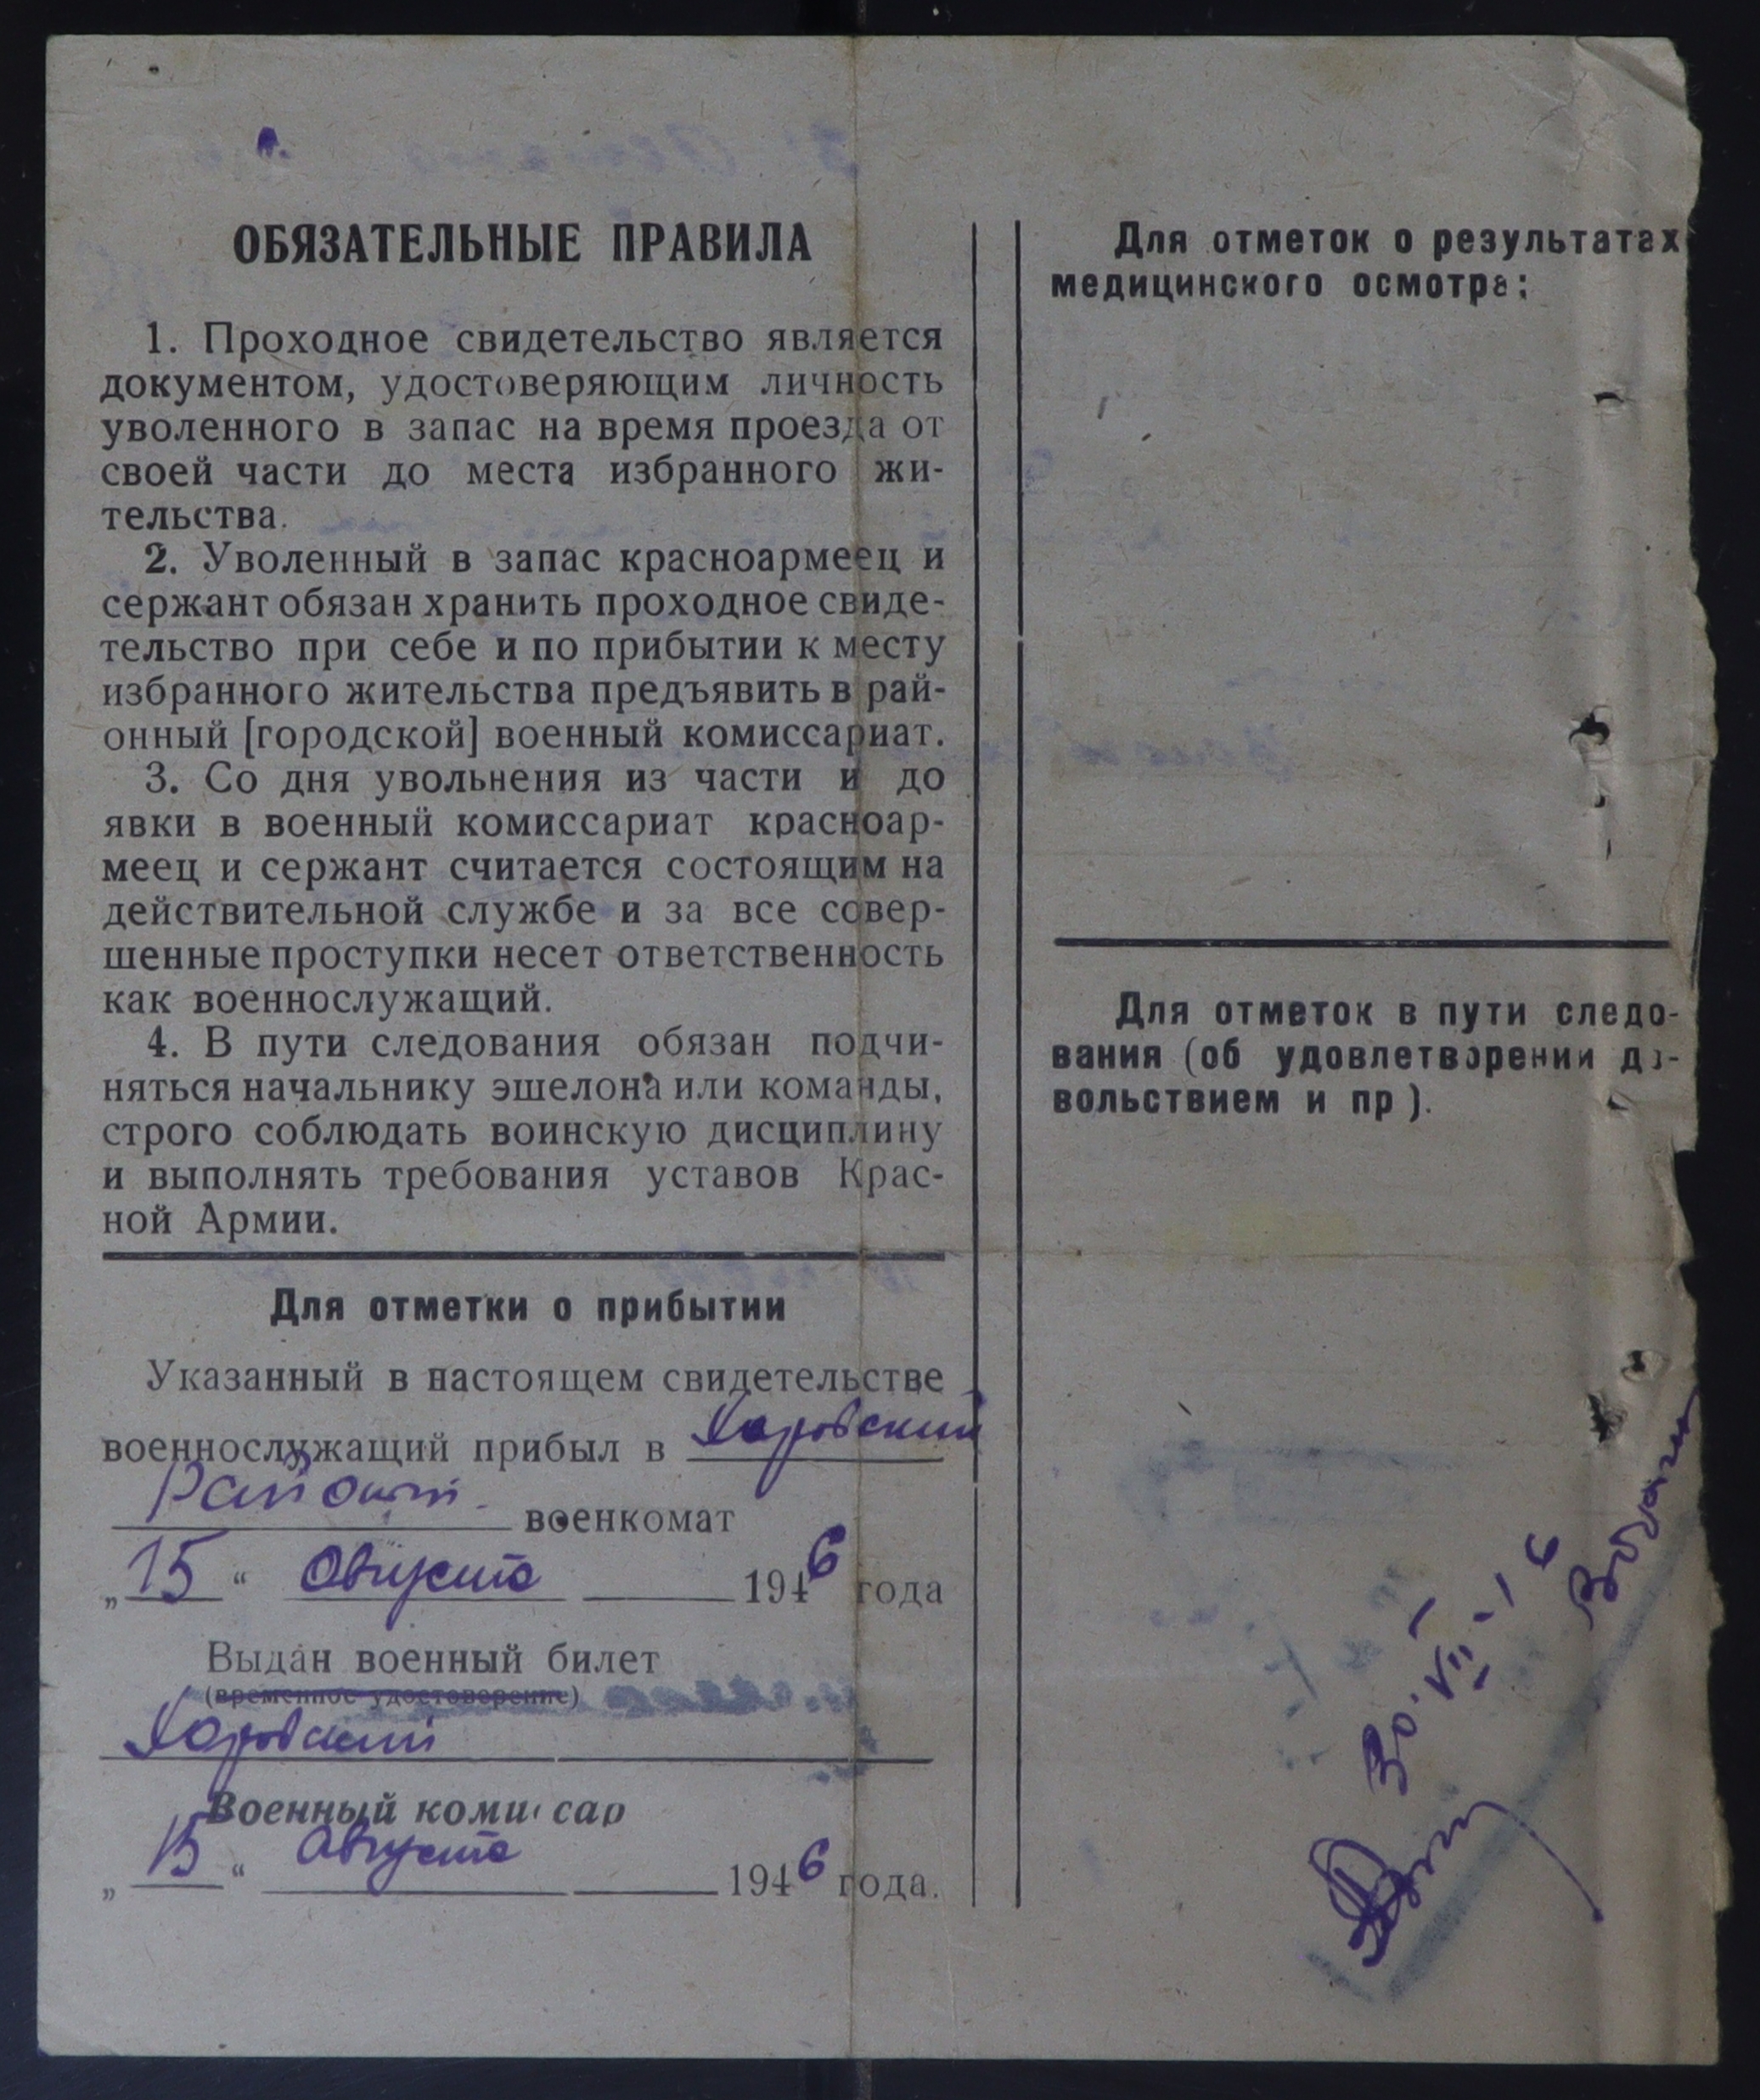 ОБЯЗАТЕЛЬНЫЕ ПРАВИЛА
1. Проходное свидетельство является
документом, удостоверяющим личность
уволенного в запас на время проезда от
своей части до места избранного жи-
тельства.
2. Уволенный в запас красноармеец и
сержант обязан хранить проходное свиде-
тельство при себе и по прибытии к месту
избранного жительства предъявить в рай-
онный [городской] военный комиссариат.
3. Со дня увольнения из части и до
явки в военный комиссариат красноар-
меец и сержант считается состоящим на
действительной службе и за все совер-
шенные проступки несет ответственность
как военнослужащий.
4. В пути следования обязан подчи-
няться начальнику эшелона или команды,
строго соблюдать воинскую дисциплину
и выполнять требования уставов Крас-
ной Армии.
Для отметки о прибытии
Указанный в настоящем свидетельстве
военнослужащий прибыл в Харовский
военкомат
„15“ августа 1946 года
Выдан военный билет
(временное удостоверение)
Харовский
Военный комиссар
„15“ августа 1946 года.
Для отметок о результатах
медицинского осмотра:
Для отметок в пути следо-
вания (об удовлетворении до-
вольствием и пр).